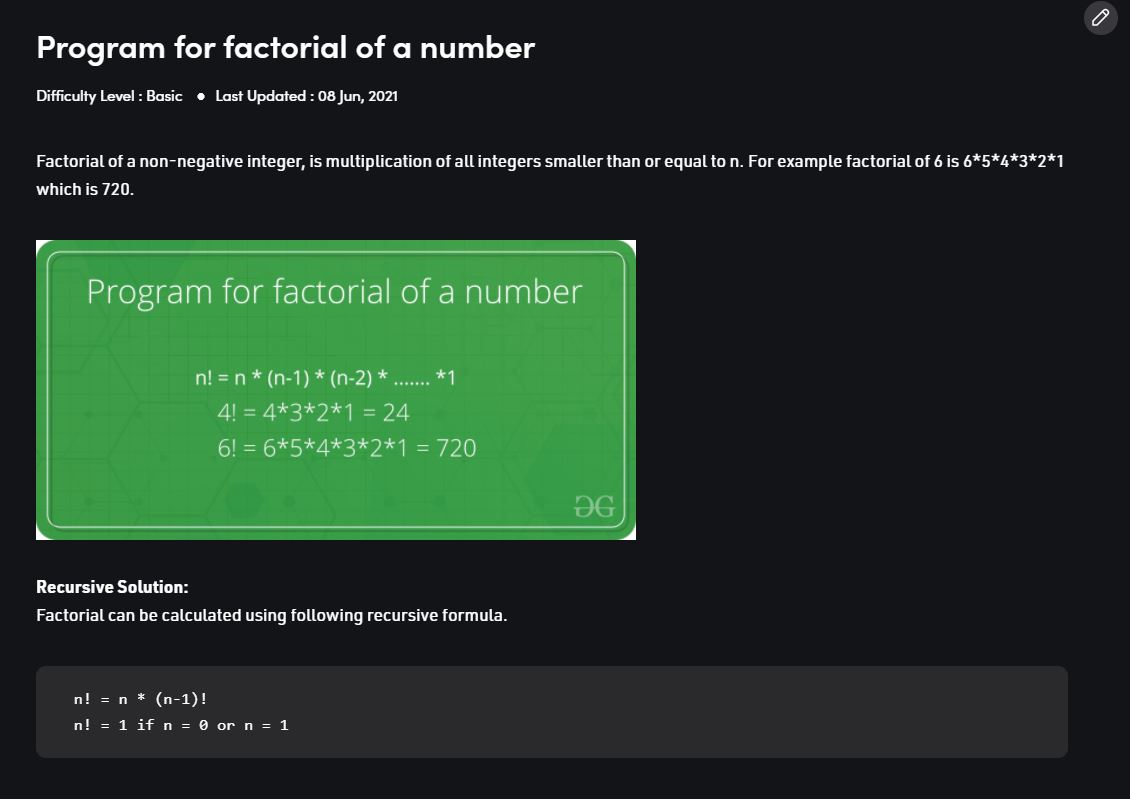 Program for factorial of a number
Difficulty Level : Basic ● Last Updated : 08 Jun, 2021
Factorial of a non-negative integer, is multiplication of all integers smaller than or equal to n. For example factorial of 6 is 6*5*4*3*2*1
which is 720.
Program for factorial of a number
n! = n * (n-1) * (n-2) * ....... *1
4! = 4*3*2*1 = 24
6! = 6*5*4*3*2*1 = 720
Recursive Solution:
Factorial can be calculated using following recursive formula.
n! = n * (n-1)!
n! = 1 if n = 0 or n = 1